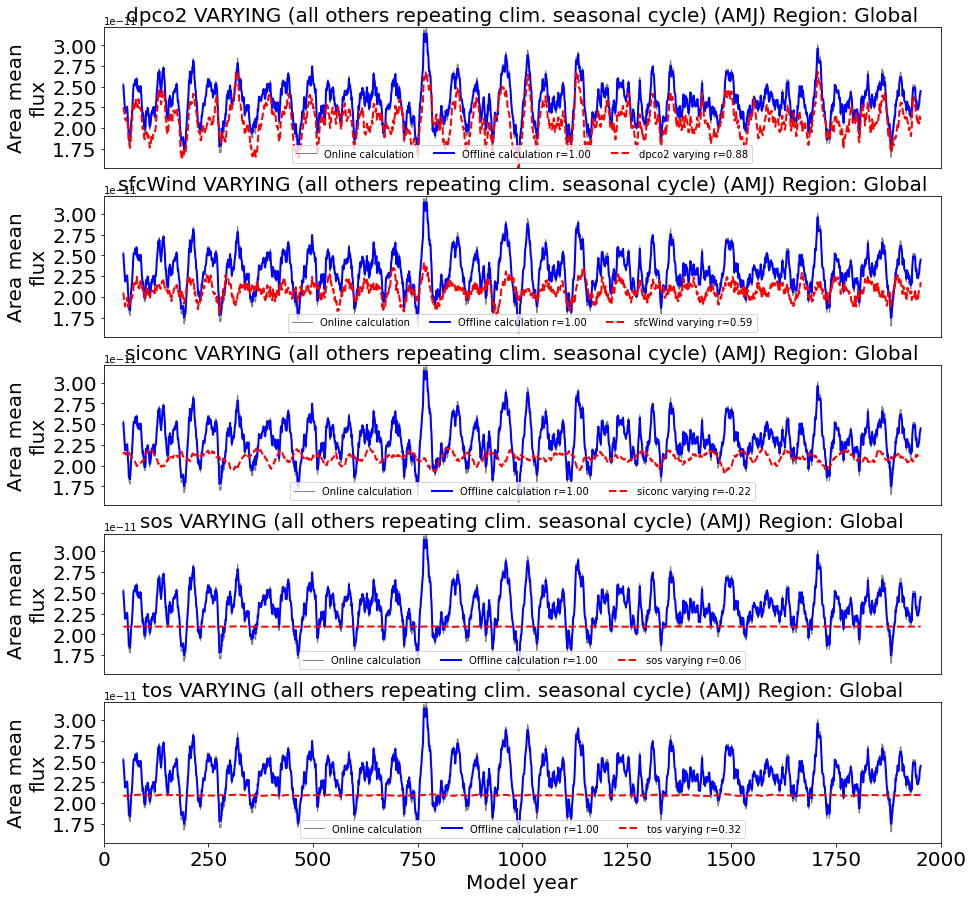 dpco2 VARYING (all others repeating clim. seasonal cycle) (AMJ) Region: Global
1e−11
3.00
2.75
2.50
2.25
2.00
1.75
Area mean
flux
Online calculation Offline calculation r=1.00 dpco2 varying r=0.88
sfcWind VARYING (all others repeating clim. seasonal cycle) (AMJ) Region: Global
1e−11
3.00
2.75
2.50
2.25
2.00
1.75
Area mean
flux
Online calculation Offline calculation r=1.00 sfcWind varying r=0.59
siconc VARYING (all others repeating clim. seasonal cycle) (AMJ) Region: Global
1e−11
3.00
2.75
2.50
2.25
2.00
1.75
Area mean
flux
Online calculation Offline calculation r=1.00 siconc varying r=-0.22
sos VARYING (all others repeating clim. seasonal cycle) (AMJ) Region: Global
1e−11
3.00
2.75
2.50
2.25
2.00
1.75
Area mean
flux
Online calculation Offline calculation r=1.00 sos varying r=0.06
tos VARYING (all others repeating clim. seasonal cycle) (AMJ) Region: Global
1e−11
3.00
2.75
2.50
2.25
2.00
1.75
Area mean
flux
Online calculation Offline calculation r=1.00 tos varying r=0.32
0 250 500 750 1000 1250 1500 1750 2000
Model year